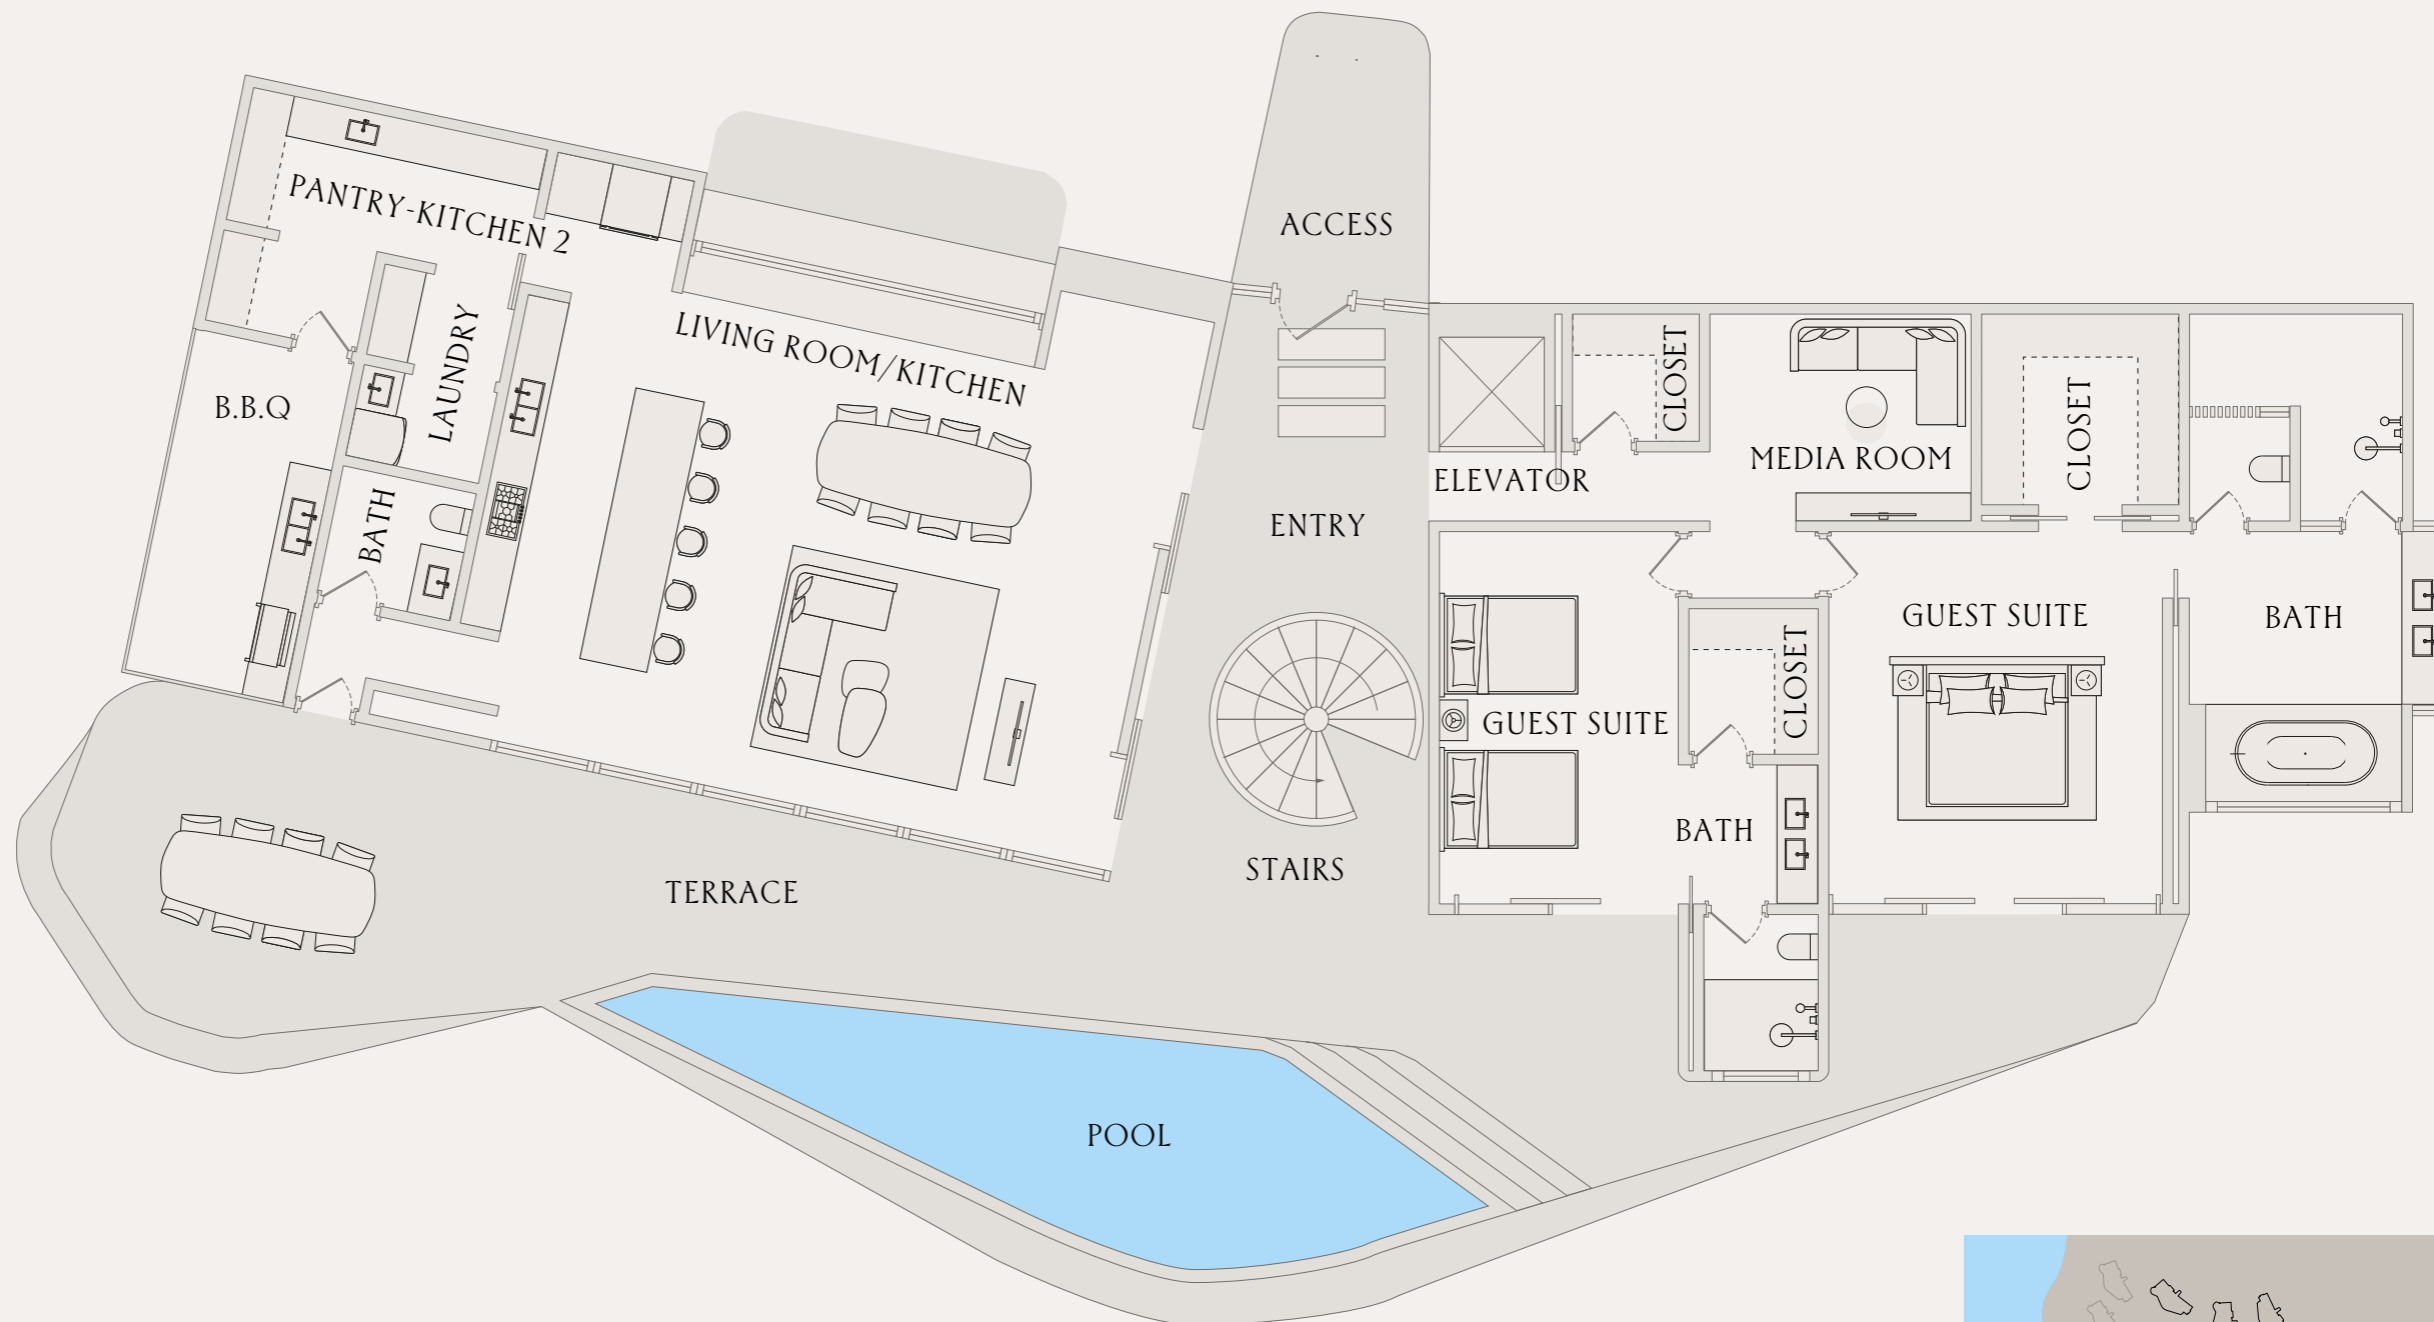 ACCESS
PANTRY-KITCHEN 2
LIVING ROOM/KITCHEN
LAUNDRY
B.B.Q
BATH
CLOSET
ELEVATOR
MEDIA ROOM
CLOSET
ENTRY
GUEST SUITE
BATH
CLOSET
GUEST SUITE
BATH
STAIRS
TERRACE
POOL